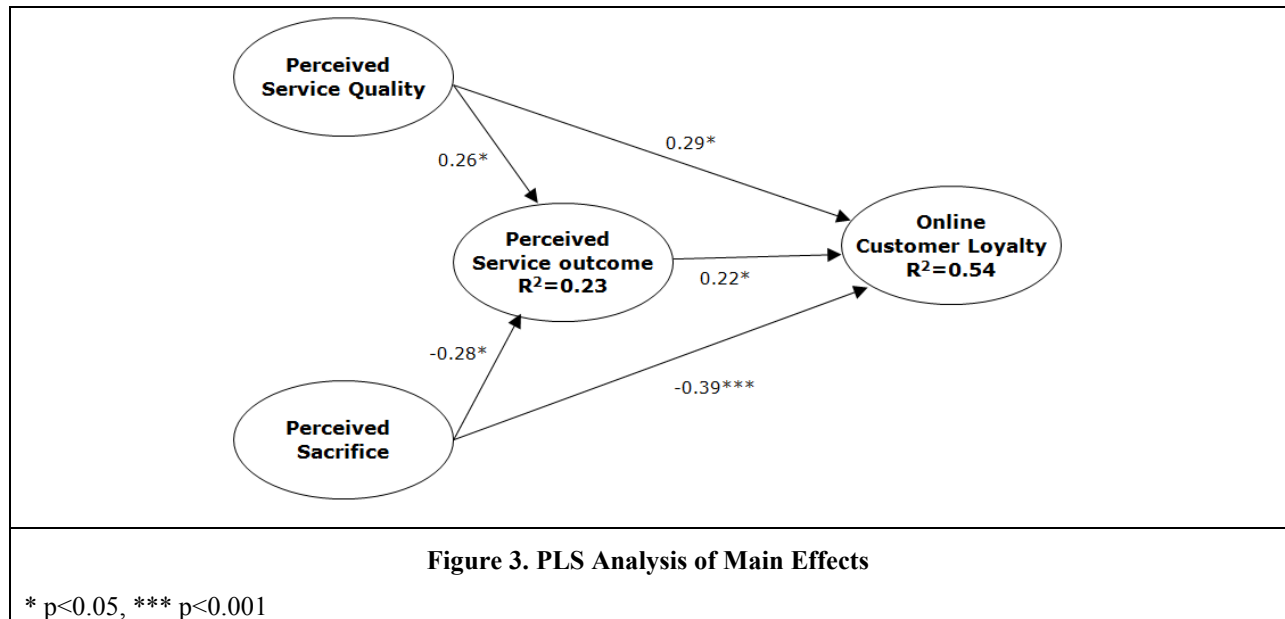 Perceived
Service Quality
0.29*
0.26*
Online
Customer Loyalty
R²=0.54
Perceived
Service outcome
R²=0.23
0.22*
-0.28*
-0.39***
Perceived
Sacrifice
Figure 3. PLS Analysis of Main Effects
* p<0.05, *** p<0.001